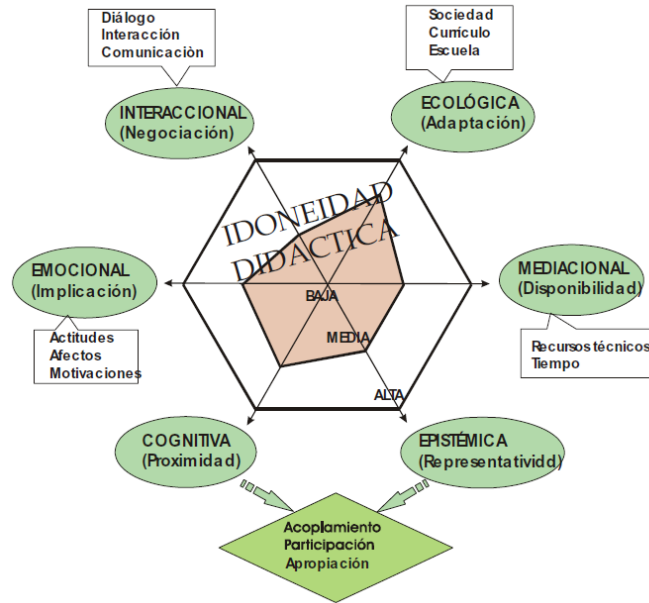 Diálogo
Interacción
Comunicaciòn
Sociedad
Currículo
Escuela
INTERACCIONAL
(Negociación)
ECOLÓGICA
(Adaptación)
IDONEIDAD
DIDACTICA
EMOCIONAL
(Implicación)
MEDIACIONAL
(Disponibilidad)
BAJA
MEDIA
ALTA
Actitudes
Afectos
Motivaciones
Recursos técnicos
Tiempo
COGNITIVA
(Proximidad)
EPISTÉMICA
(Representatividd)
Acoplamiento
Participación
Apropiación